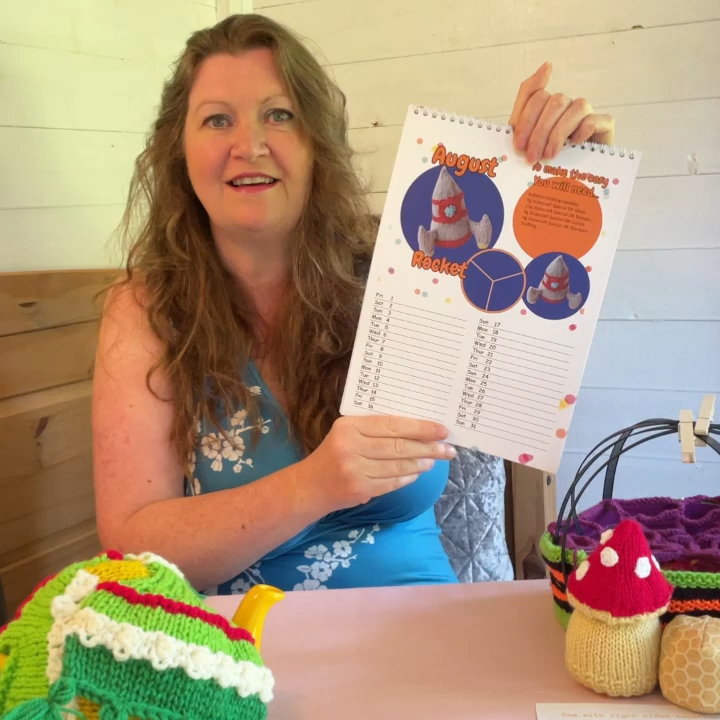 August
To make the easy
You will need...
Rocket
Fri 1
Sat 2
Sun 3
Mon 4
Tue 5
Wed 6
Thur 7
Fri 8
Sat 9
Sun 10
Mon 11
Tue 12
Wed 13
Thur 14
Fri 15
Sat 16
Sun 17
Mon 18
Tue 19
Wed 20
Thur 21
Fri 22
Sat 23
Sun 24
Mon 25
Tue 26
Wed 27
Thur 28
Fri 29
Sat 30
Sun 31